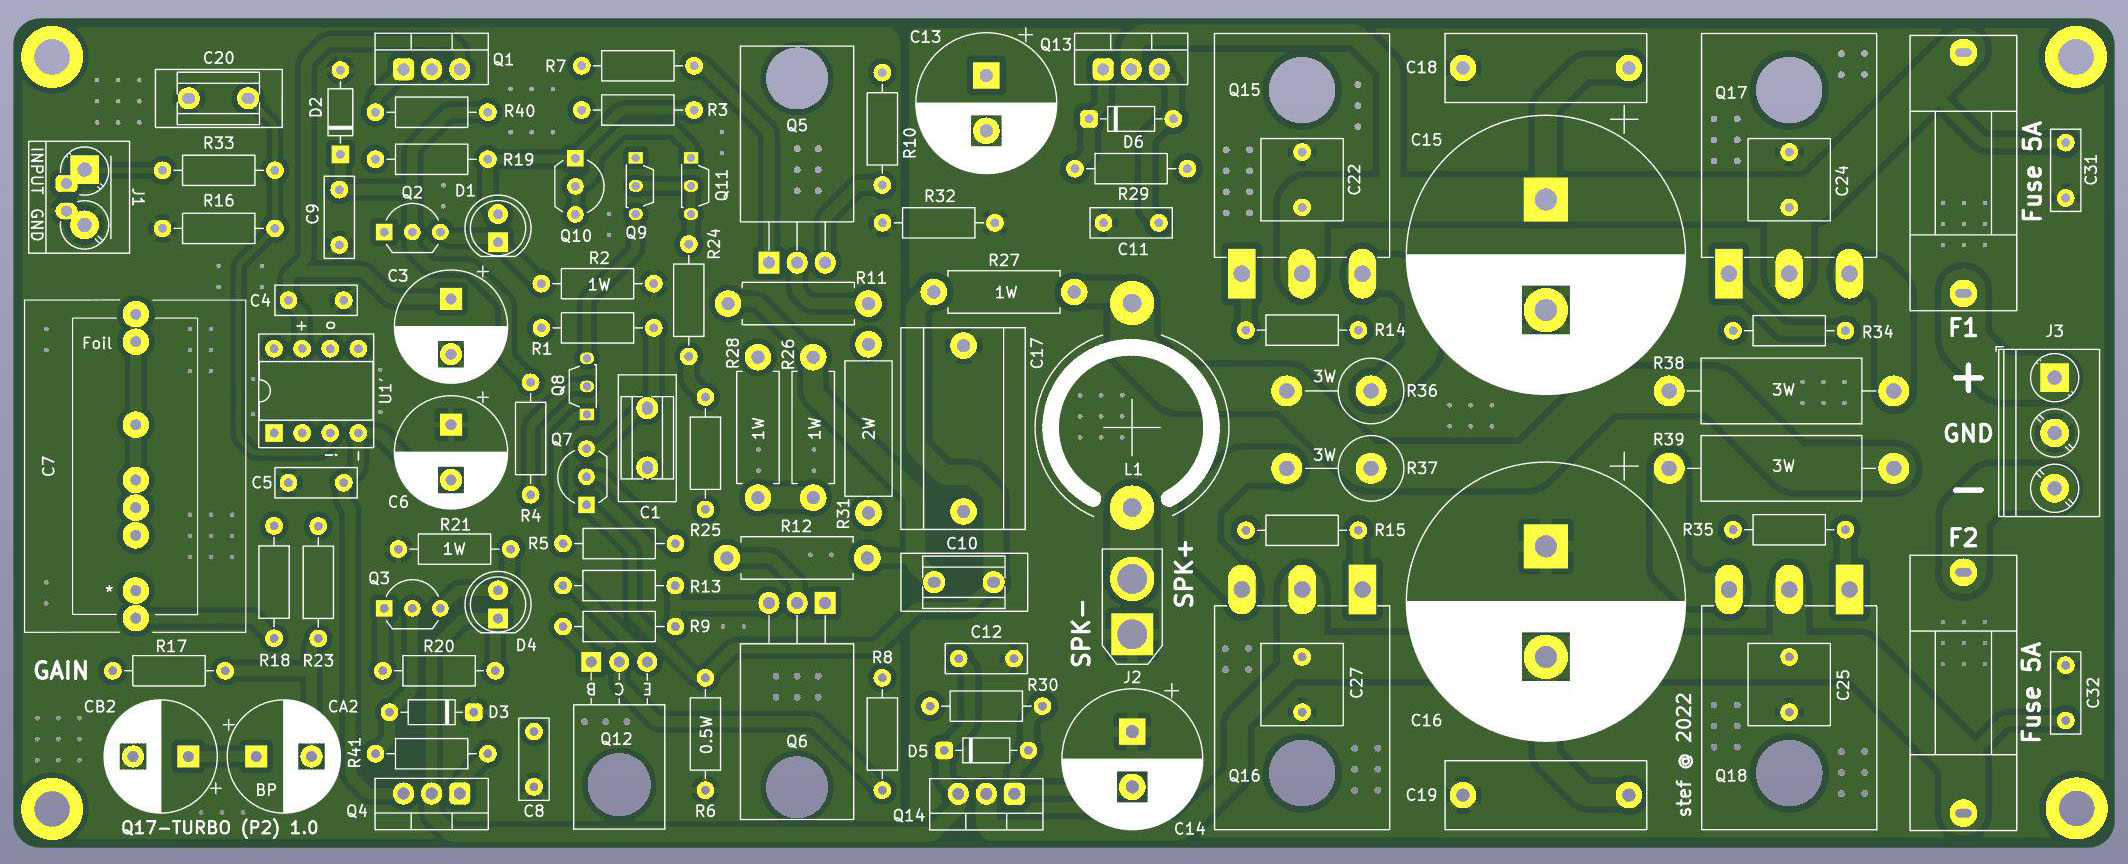 C20
D2
Q1
R40
R7
R3
Q5
C13
Q13
D6
Q15
C18
C15
Q17
Fuse 5A
C31
INPUT GND
J1
R33
R16
R19
C9
Q2
D1
Q10
Q9
Q11
R10
R32
R29
C11
C22
C24
C3
R2
1W
R1
R24
R11
R27
1W
R14
R34
F1
J3
C4
+ o
Foil
U1
C7
C6
Q8
Q7
R4
C1
R25
R28
R26
1W
1W
2W
R31
C17
L1
3W
R36
3W
R37
R38
3W
R39
3W
+
GND
-
C5
- i
R21
1W
R5
R12
C10
SPK+
SPK-
R15
R35
F2
*
R18
R23
Q3
D4
R13
R9
R17
GAIN
R20
B C E
R8
C12
J2
R30
C27
C25
Fuse 5A
C32
CB2
CA2
BP
D3
R41
Q4
C8
Q12
0.5W
R6
Q6
D5
Q14
C14
Q16
C16
C19
stef @ 2022
Q18
Q17-TURBO (P2) 1.0